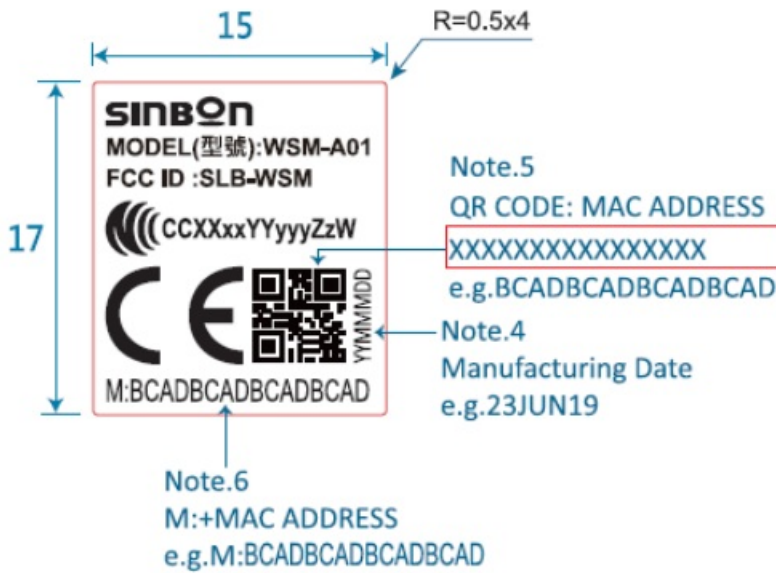 15
R=0.5x4
17
SINBON
MODEL(型號):WSM-A01
FCC ID :SLB-WSM
CCXXxxYYyyyZzW
CE
YYMMMDD
M:BCADBCADBCADBCAD
Note.5
QR CODE: MAC ADDRESS
XXXXXXXXXXXXXXXX
e.g.BCADBCADBCADBCAD
Note.4
Manufacturing Date
e.g.23JUN19
Note.6
M:+MAC ADDRESS
e.g.M:BCADBCADBCADBCAD